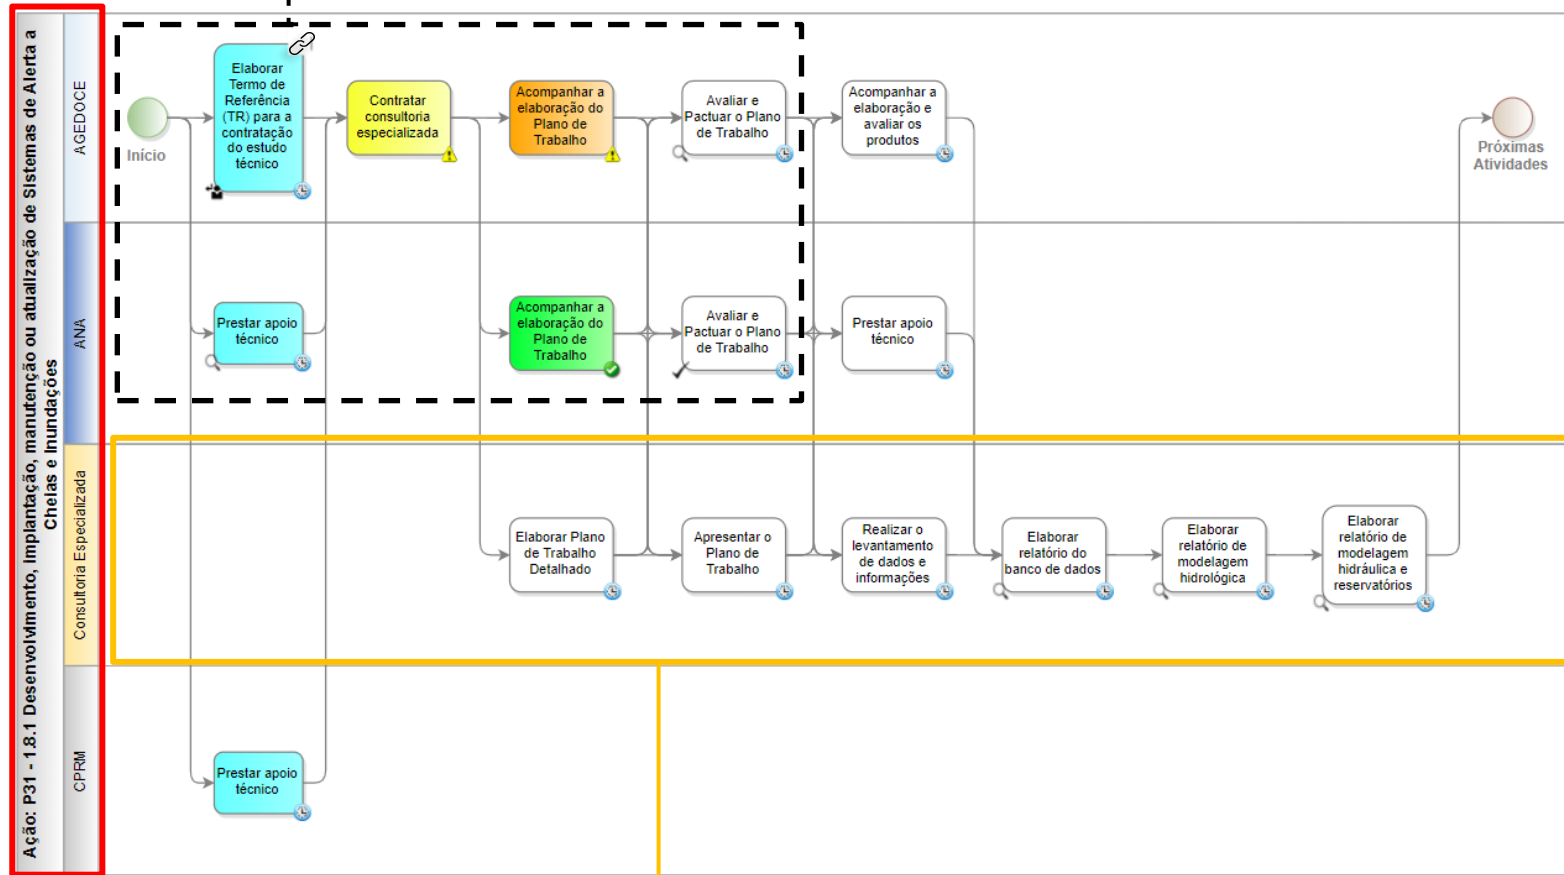 Ação: P31 - 1.8.1 Desenvolvimento, implantação, manutenção ou atualização de Sistemas de Alerta a
Cheias e Inundações
AGEDOCE
Início
Elaborar
Termo de
Referência
(TR) para a
contratação
do estudo
técnico
Contratar
consultoria
especializada
Acompanhar a
elaboração do
Plano de
Trabalho
Avaliar e
Pactuar o Plano
de Trabalho
Acompanhar a
elaboração e
avaliar os
produtos
Próximas
Atividades
ANA
Prestar apoio
técnico
Acompanhar a
elaboração do
Plano de
Trabalho
Avaliar e
Pactuar o Plano
de Trabalho
Prestar apoio
técnico
Consultoria Especializada
Elaborar Plano
de Trabalho
Detalhado
Apresentar o
Plano de
Trabalho
Realizar o
levantamento
de dados e
informações
Elaborar
relatório do
banco de dados
Elaborar
relatório de
modelagem
hidrológica
Elaborar
relatório de
modelagem
hidráulica e
reservatórios
CPRM
Prestar apoio
técnico